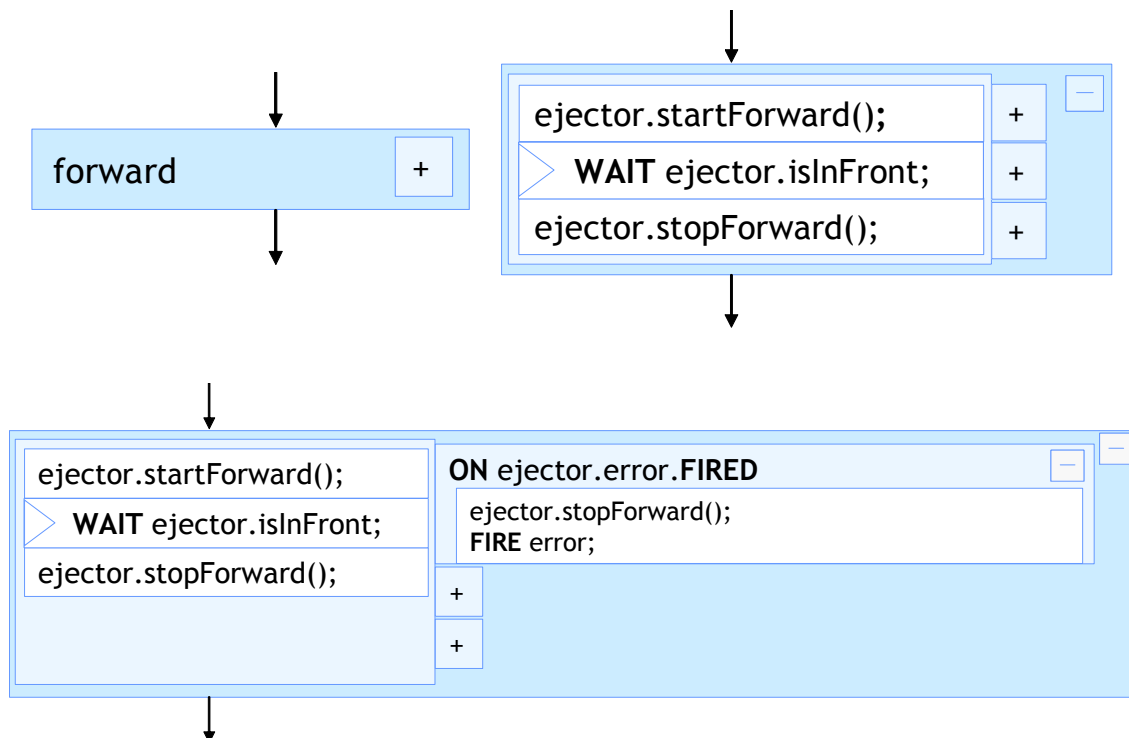 forward
+
ejector.startForward();
WAIT ejector.isInFront;
ejector.stopForward();
+
+
+
ejector.startForward();
WAIT ejector.isInFront;
ejector.stopForward();
ON ejector.error.FIRED
ejector.stopForward();
FIRE error;
+
+